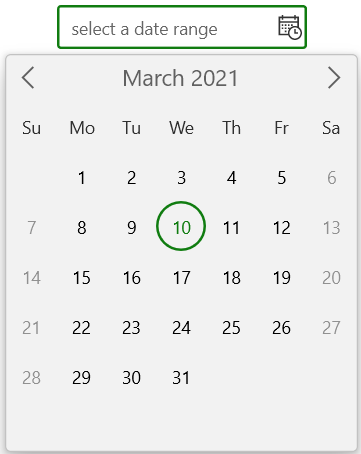 select a date range
March 2021
Su Mo Tu We Th Fr Sa
1 2 3 4 5 6
7 8 9 10 11 12 13
14 15 16 17 18 19 20
21 22 23 24 25 26 27
28 29 30 31